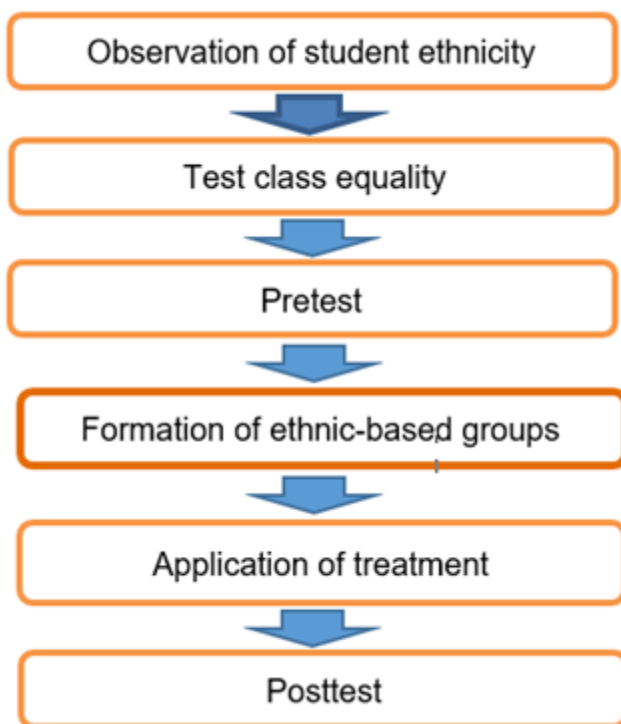 Observation of student ethnicity
Test class equality
Pretest
Formation of ethnic-based groups
Application of treatment
Posttest